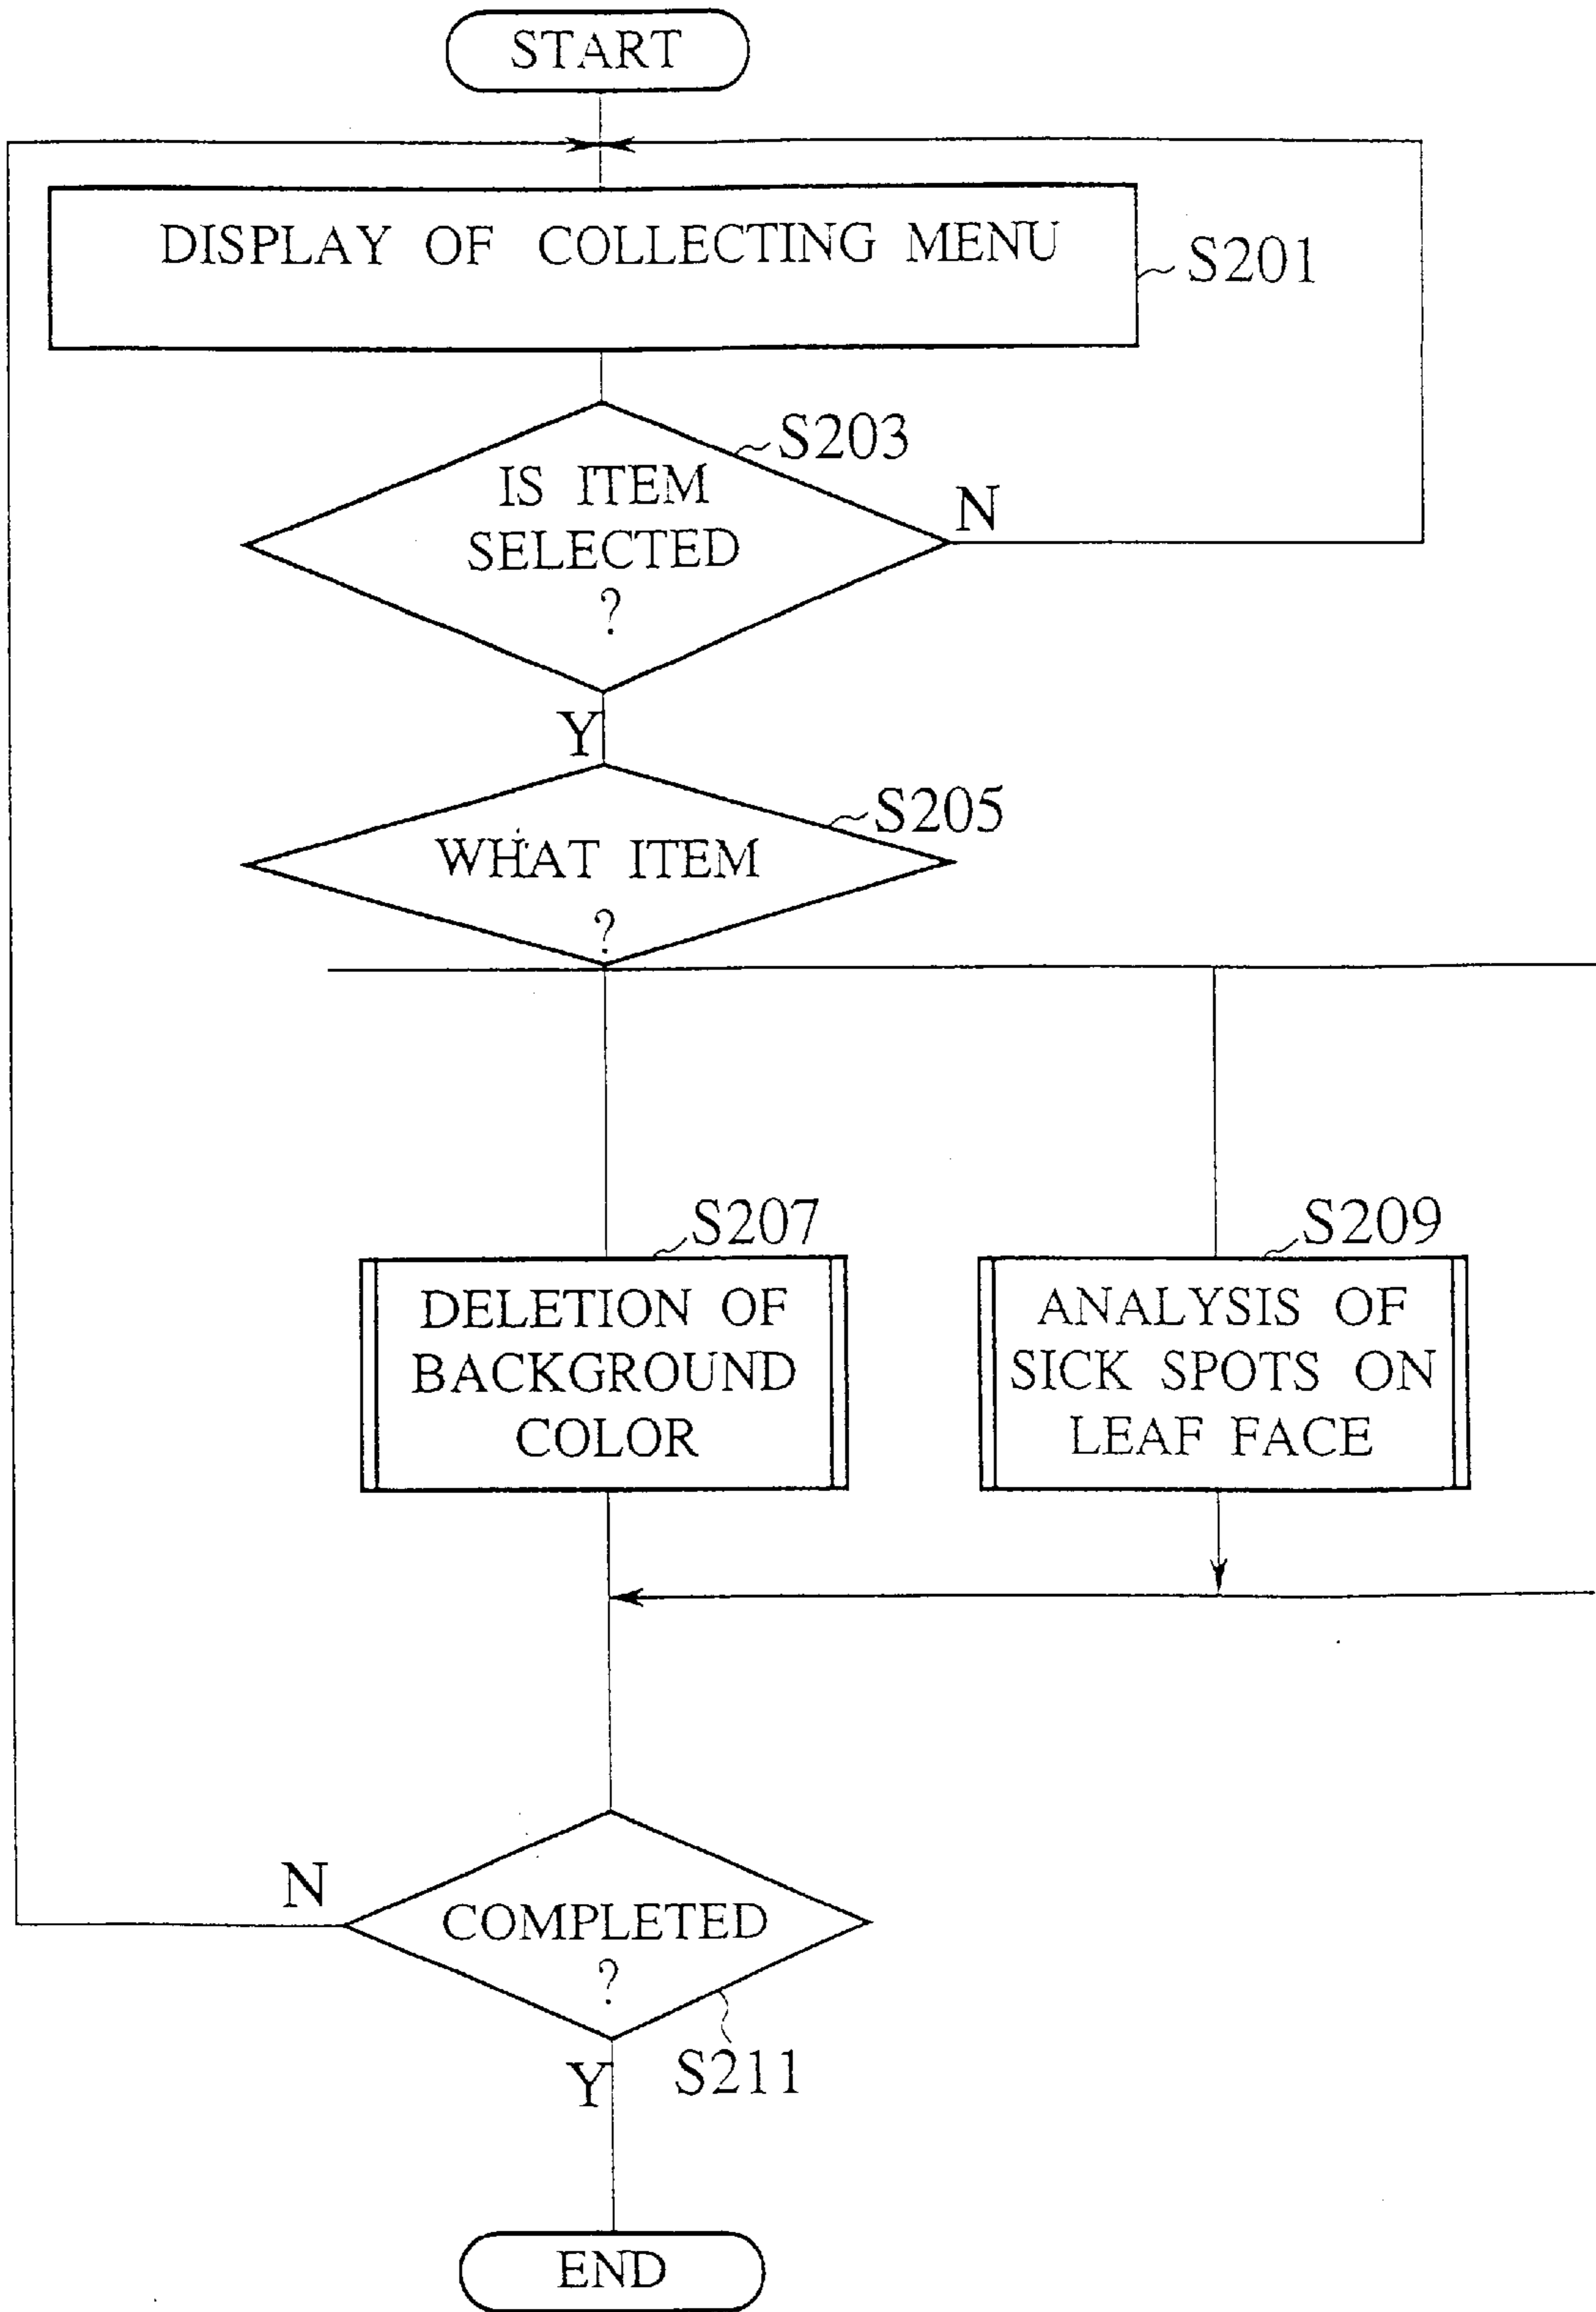 START
DISPLAY OF COLLECTING MENU
S201
S203
IS ITEM
SELECTED
?
N
Y
S205
WHAT ITEM
?
S207
DELETION OF
BACKGROUND
COLOR
S209
ANALYSIS OF
SICK SPOTS ON
LEAF FACE
N
COMPLETED
?
S211
Y
END